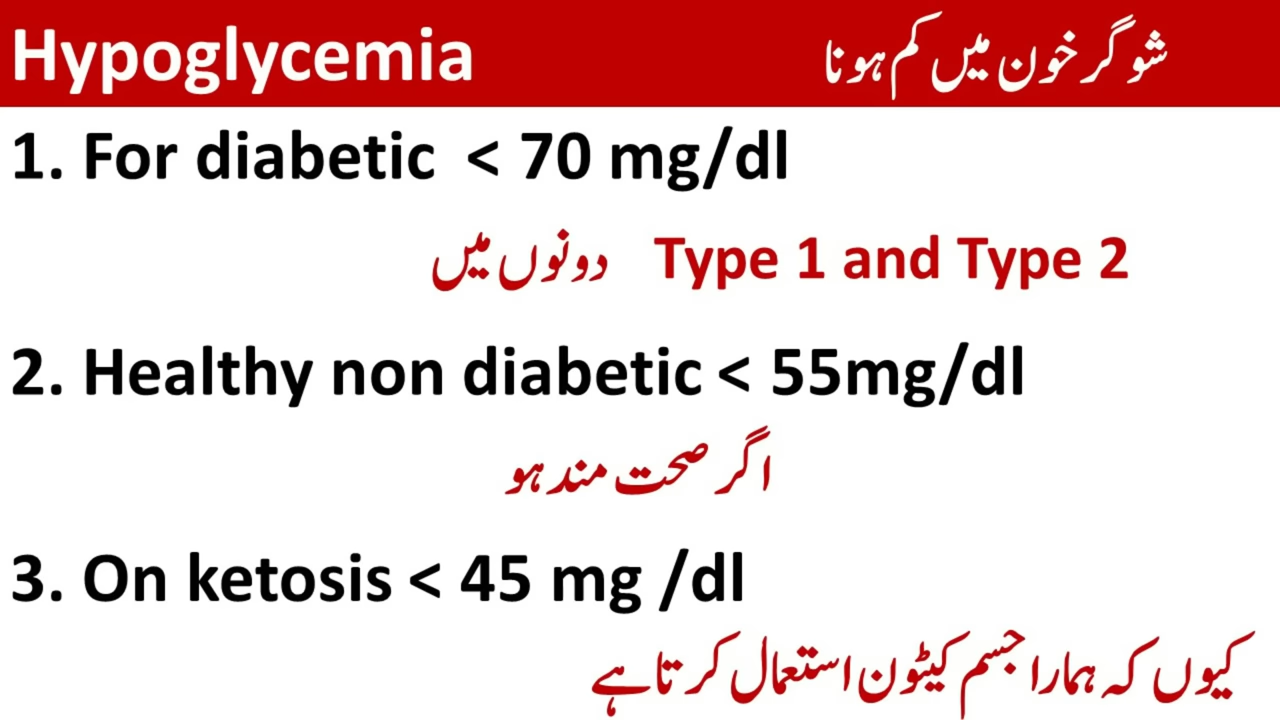 Hypoglycemia شوگر خون میں کم ہونا
1. For diabetic < 70 mg/dl
Type 1 and Type 2 دونوں میں
2. Healthy non diabetic < 55mg/dl
اگر صحت مند ہو
3. On ketosis < 45 mg /dl
کیوں کہ ہمارا جسم کیٹون استعمال کرتا ہے